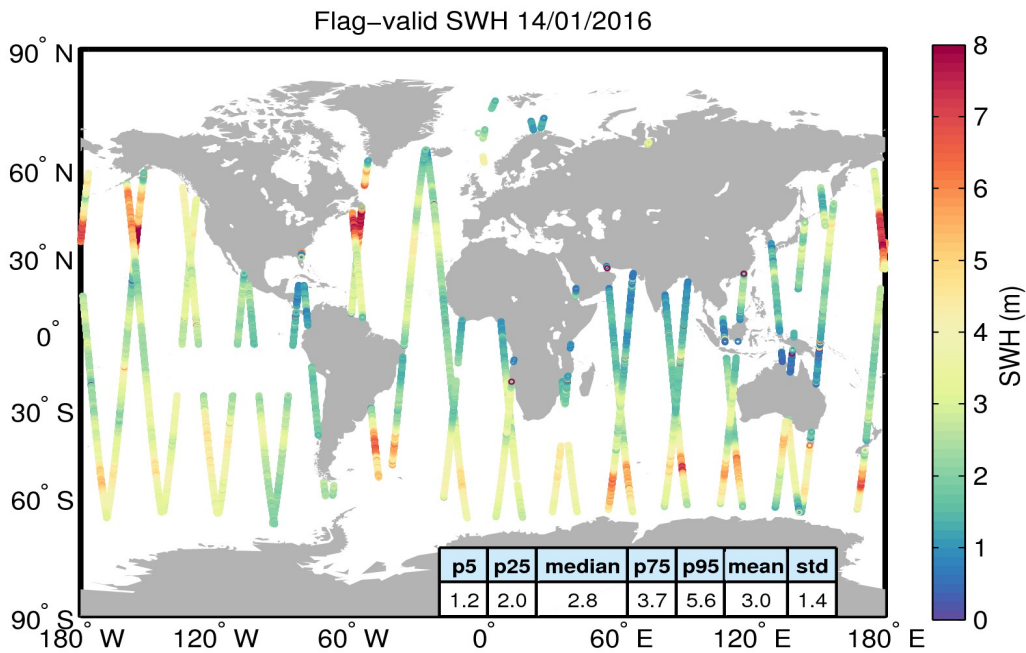 Flag−valid SWH 14/01/2016
90° N
60° N
30° N
0°
30° S
60° S
90° S
180° W
120° W
60° W
0°
60° E
120° E
180° E
p5 p25 median p75 p95 mean std
1.2 2.0 2.8 3.7 5.6 3.0 1.4
8
7
6
5
4
3
2
1
0
SWH (m)